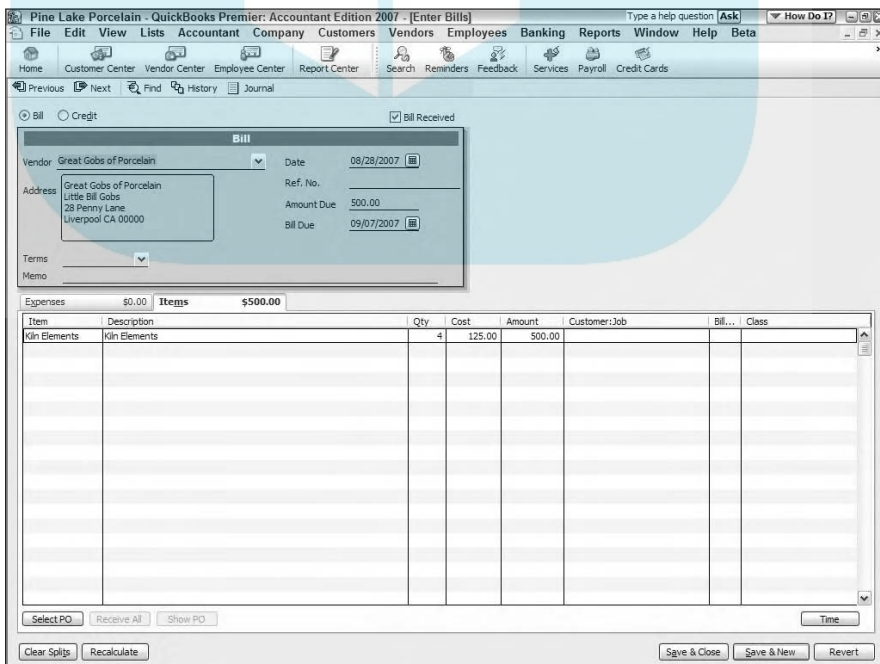 Pine Lake Porcelain - QuickBooks Premier: Accountant Edition 2007 - [Enter Bills] Type a help question Ask How Do I?
File Edit View Lists Accountant Company Customers Vendors Employees Banking Reports Window Help Beta
Home Customer Center Vendor Center Employee Center Report Center Search Reminders Feedback Services Payroll Credit Cards
Previous Next Find History Journal
Bill Credit Bill Received
Bill
Vendor Great Gobs of Porcelain Date 08/28/2007
Ref. No.
Address Great Gobs of Porcelain
Little Bill Gobs
28 Penny Lane
Liverpool CA 00000
Amount Due 500.00
Bill Due 09/07/2007
Terms
Memo
Expenses $0.00 Items $500.00
Item Description Qty Cost Amount Customer:Job Bill... Class
Kiln Elements Kiln Elements 4 125.00 500.00
Select PO Receive All Show PO Time
Clear Splits Recalculate Save & Close Save & New Revert